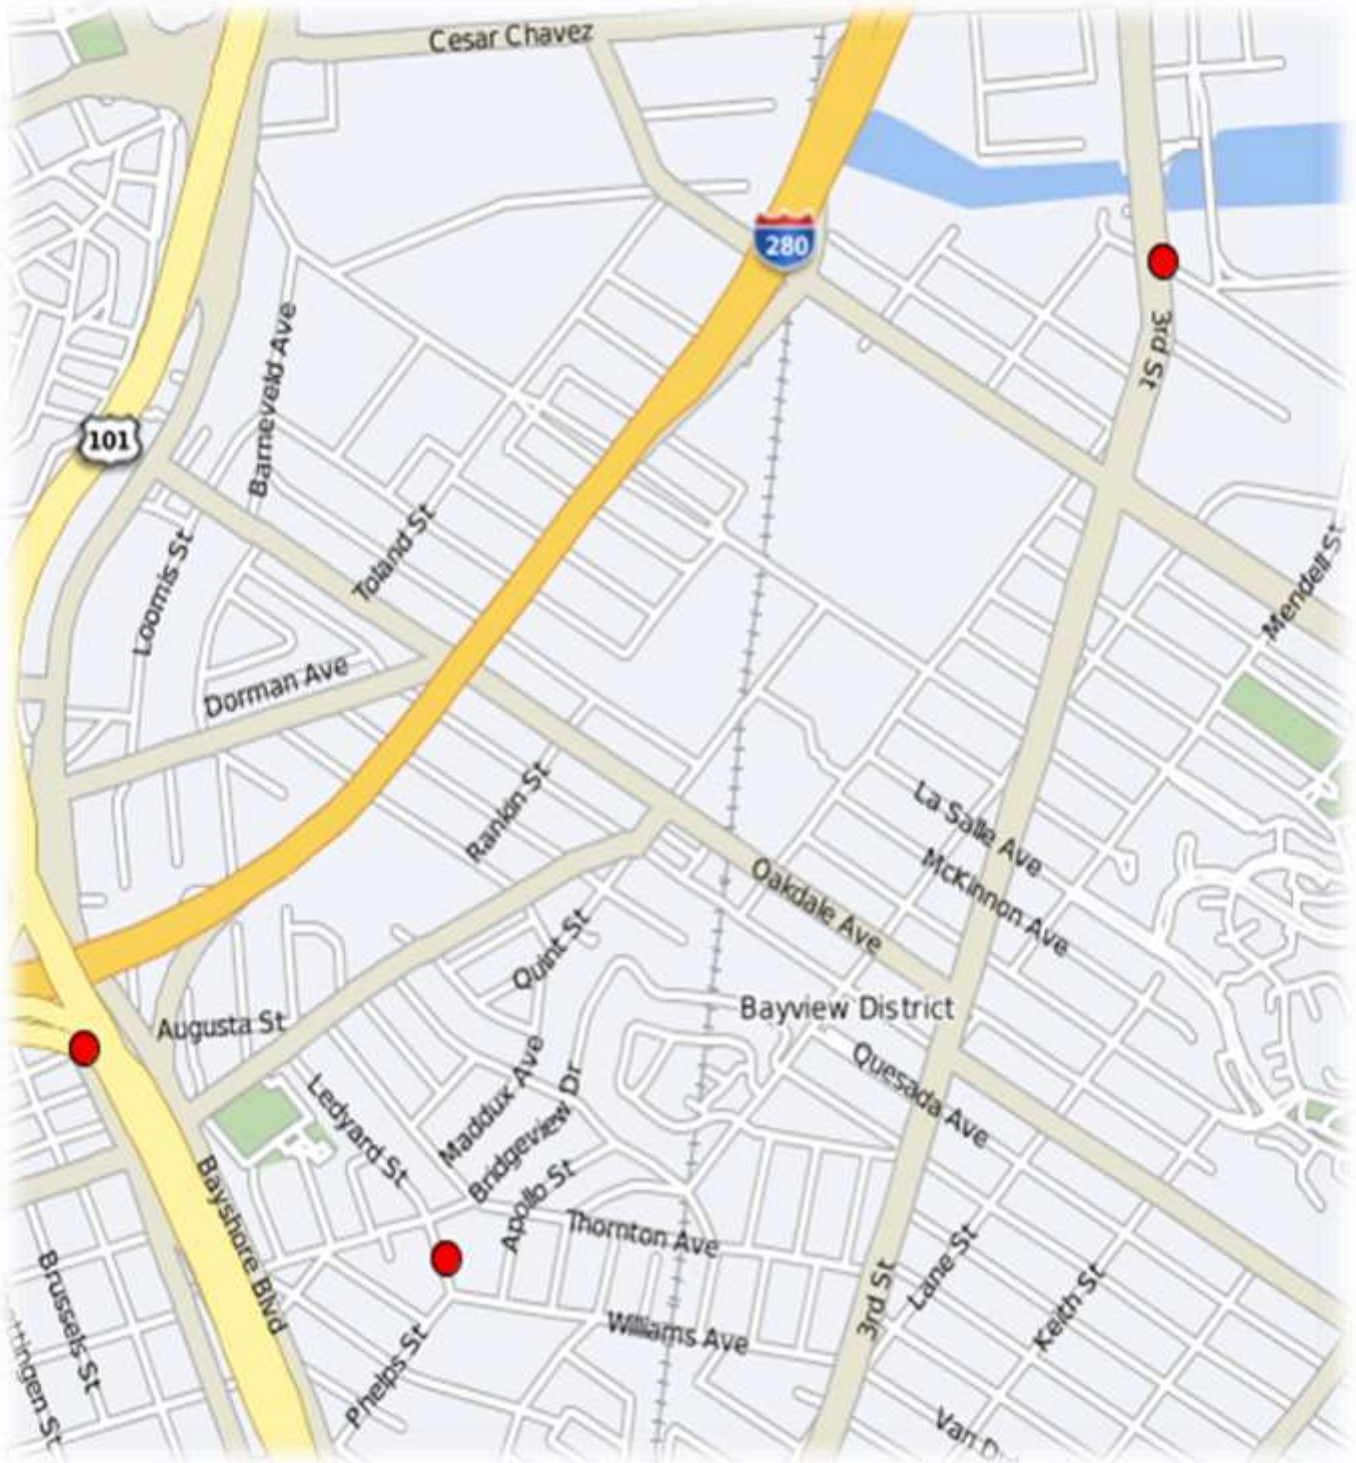 Cesar Chavez
280
3rd St
Barneveld Ave
101
Toland St
Loomis St
Mendell St
Dorman Ave
Rankin St
La Salle Ave
McKinnon Ave
Oakdale Ave
Quint St
Bayview District
Augusta St
Quesada Ave
Maddux Ave
Ledyard St
Bridgeview Dr
Apollo St
Bayshore Blvd
Thornton Ave
Lane St
Brussels St
3rd St
Keith St
Williams Ave
Phelps St
ttingen St
Van D